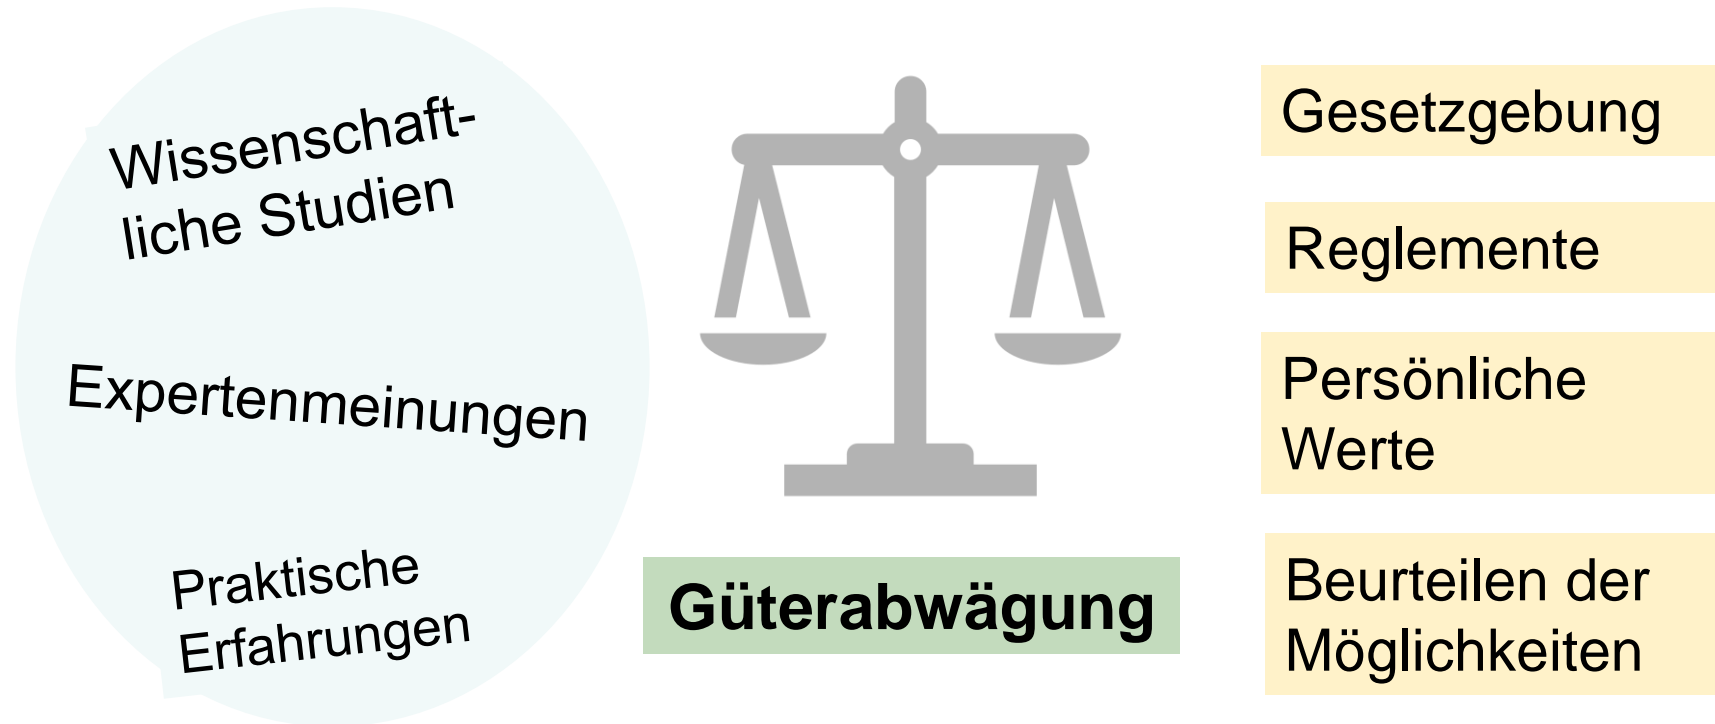 Wissenschaft-
liche Studien
Expertenmeinungen
Praktische
Erfahrungen
Güterabwägung
Gesetzgebung
Reglemente
Persönliche
Werte
Beurteilen der
Möglichkeiten